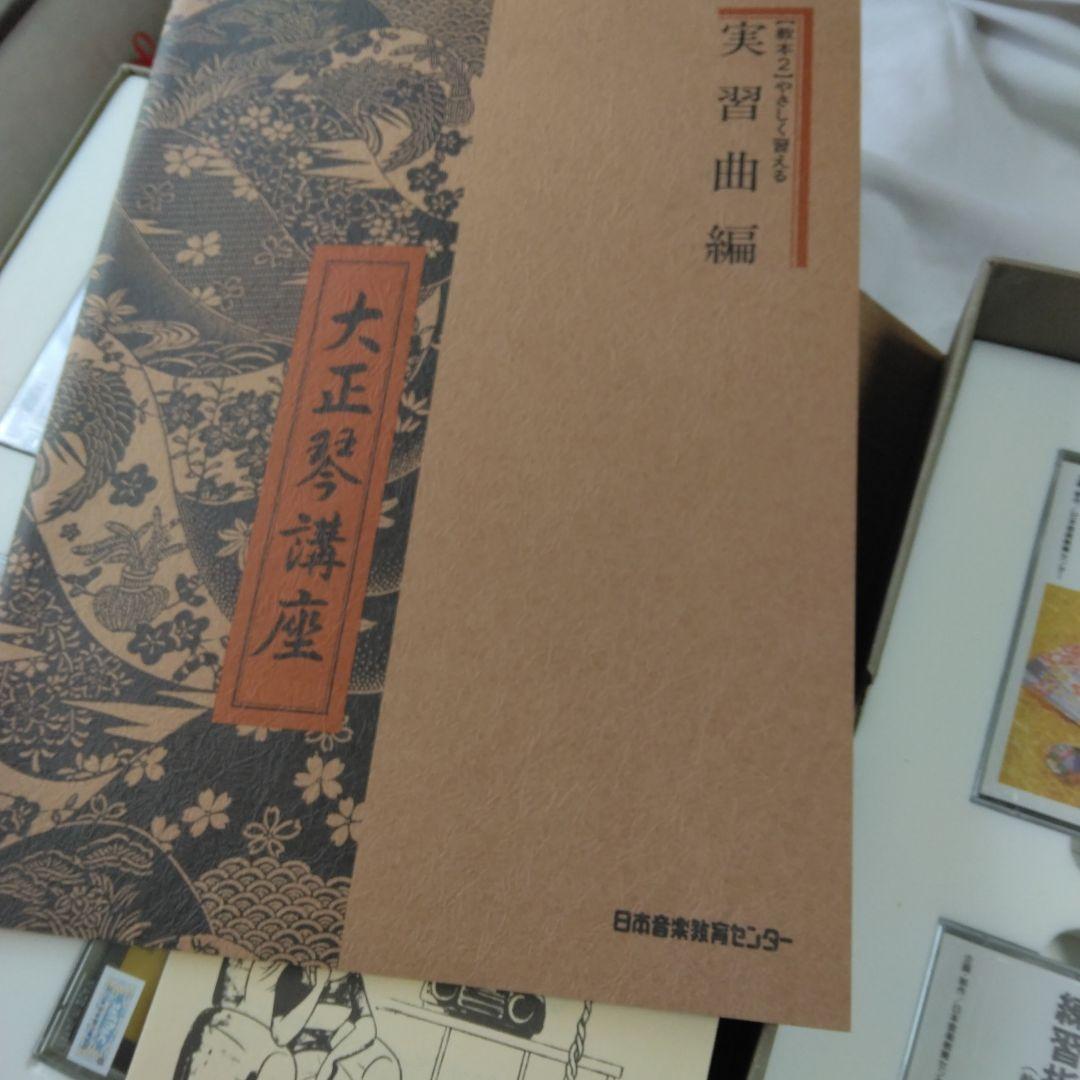 【教本2】やさしく習える
実習曲編
大正琴講座
日本音楽教育センター